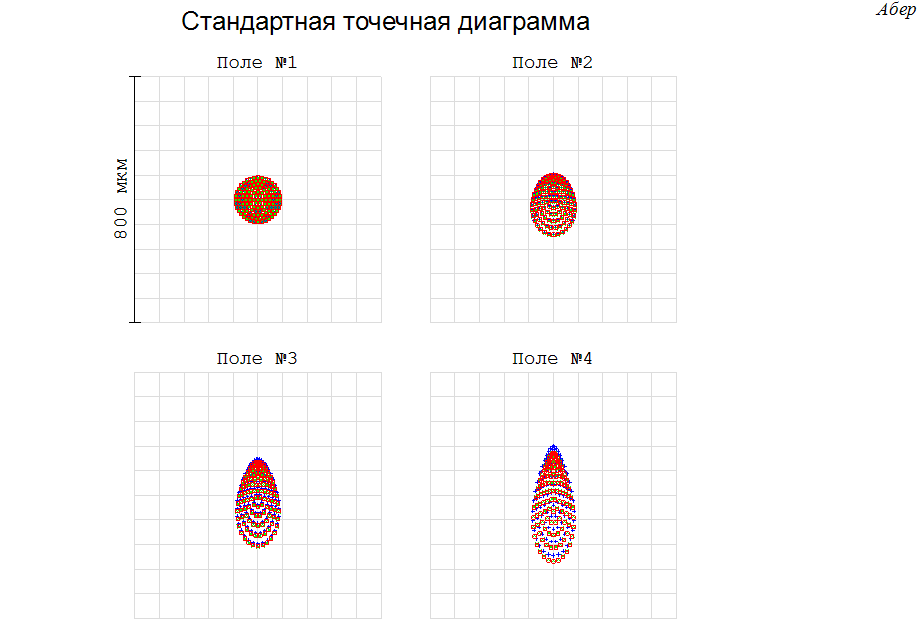 Стандартная точечная диаграмма
Абер
Поле №1
Поле №2
800 мкм
Поле №3
Поле №4